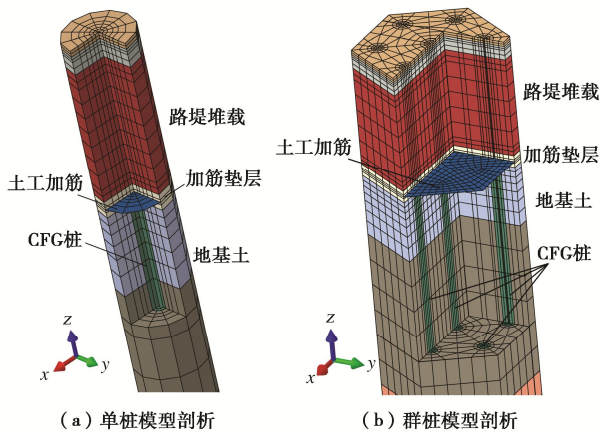 路堤堆载
土工加筋
加筋垫层
CFG桩
地基土
z
x
y
(a)单桩模型剖析
路堤堆载
土工加筋
加筋垫层
地基土
CFG桩
z
x
y
(b)群桩模型剖析